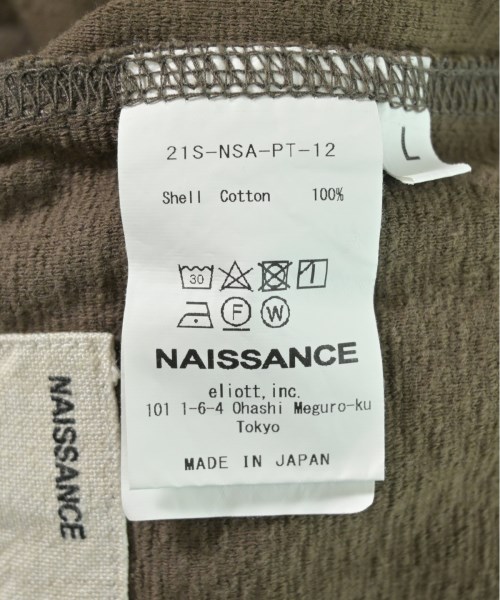 21S-NSA-PT-12
L
Shell Cotton 100%
30
F W
NAISSANCE
eliott, inc.
101 1-6-4 Ohashi Meguro-ku
Tokyo
MADE IN JAPAN
NAISSANCE